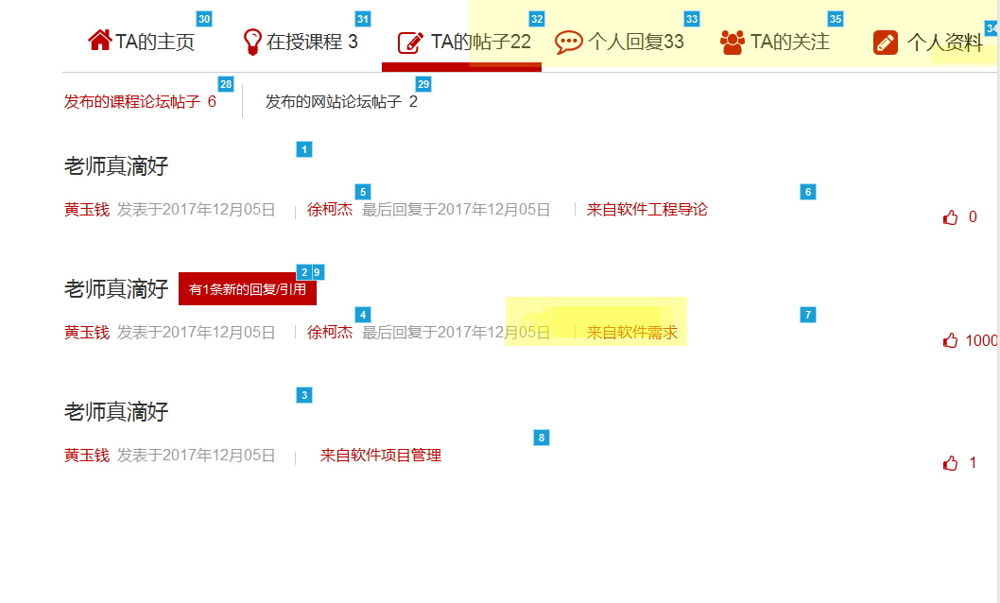 30 31 32 33 35 34
TA的主页 在授课程 3 TA的帖子22 个人回复33 TA的关注 个人资料
28 29
发布的课程论坛帖子 6 发布的网站论坛帖子 2
1
老师真滴好
5 6
黄玉钱 发表于2017年12月05日 徐柯杰 最后回复于2017年12月05日 来自软件工程导论 0
2 9
老师真滴好 有1条新的回复/引用
4 7
黄玉钱 发表于2017年12月05日 徐柯杰 最后回复于2017年12月05日 来自软件需求 1000
3
老师真滴好
8
黄玉钱 发表于2017年12月05日 来自软件项目管理 1